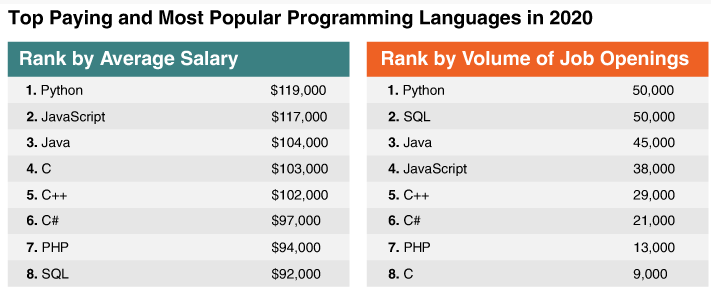 Top Paying and Most Popular Programming Languages in 2020
Rank by Average Salary
1. Python $119,000
2. JavaScript $117,000
3. Java $104,000
4. C $103,000
5. C++ $102,000
6. C# $97,000
7. PHP $94,000
8. SQL $92,000
Rank by Volume of Job Openings
1. Python 50,000
2. SQL 50,000
3. Java 45,000
4. JavaScript 38,000
5. C++ 29,000
6. C# 21,000
7. PHP 13,000
8. C 9,000